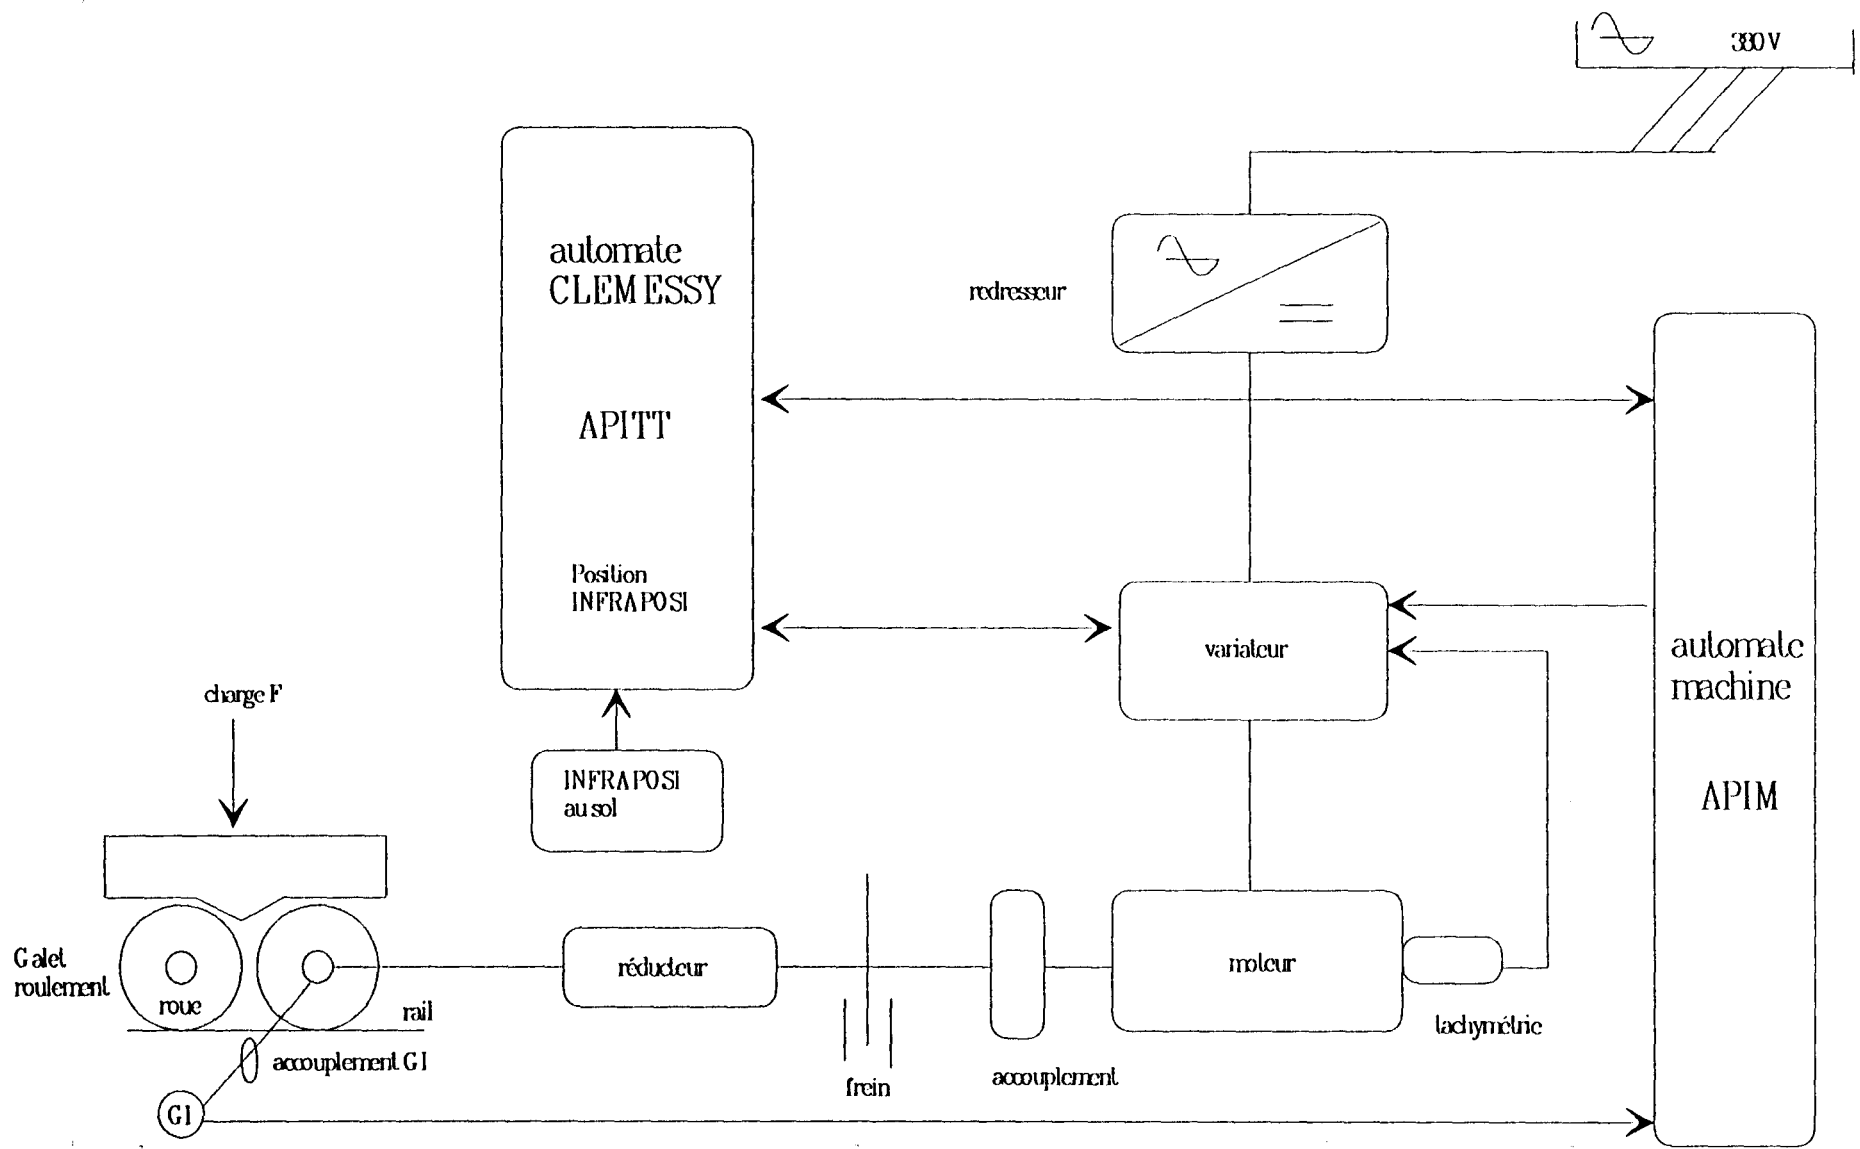 380 V
automate
CLEMESSY
redresseur
APITT
Position
INFRAPOSI
variateur
automate
machine
charge F
INFRAPOSI
au sol
APIM
Galet
roulement
roue
rail
réducteur
moteur
tachymétrie
accouplement GI
frein
accouplement
GI